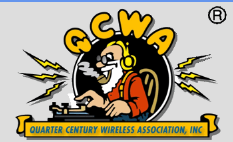 ®
QCWA
QUARTER CENTURY WIRELESS ASSOCIATION, INC